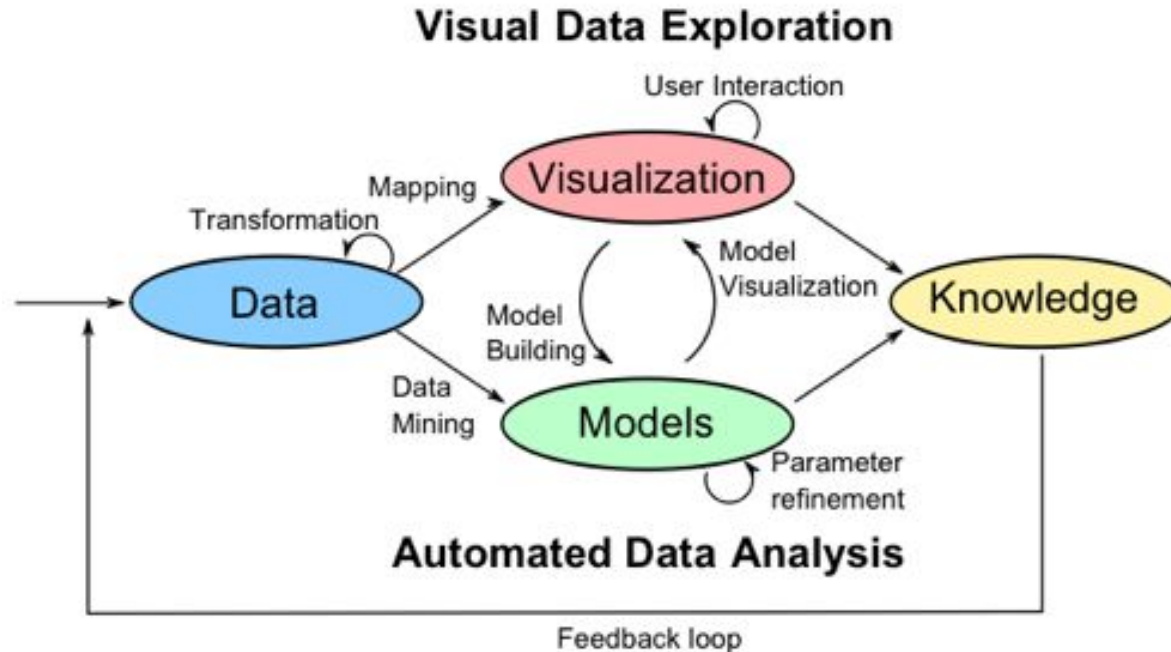 Visual Data Exploration
User Interaction
Visualization
Mapping
Transformation
Data
Model
Visualization
Knowledge
Model
Building
Data
Mining
Models
Parameter
refinement
Automated Data Analysis
Feedback loop